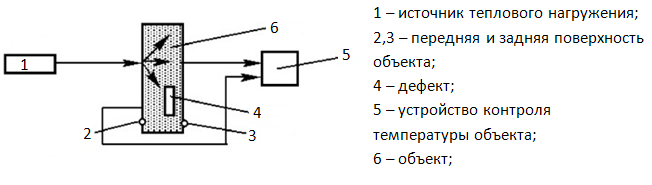 1
6
5
4
2
3
1 – источник теплового нагружения;
2,3 – передняя и задняя поверхность
объекта;
4 – дефект;
5 – устройство контроля
температуры объекта;
6 – объект;